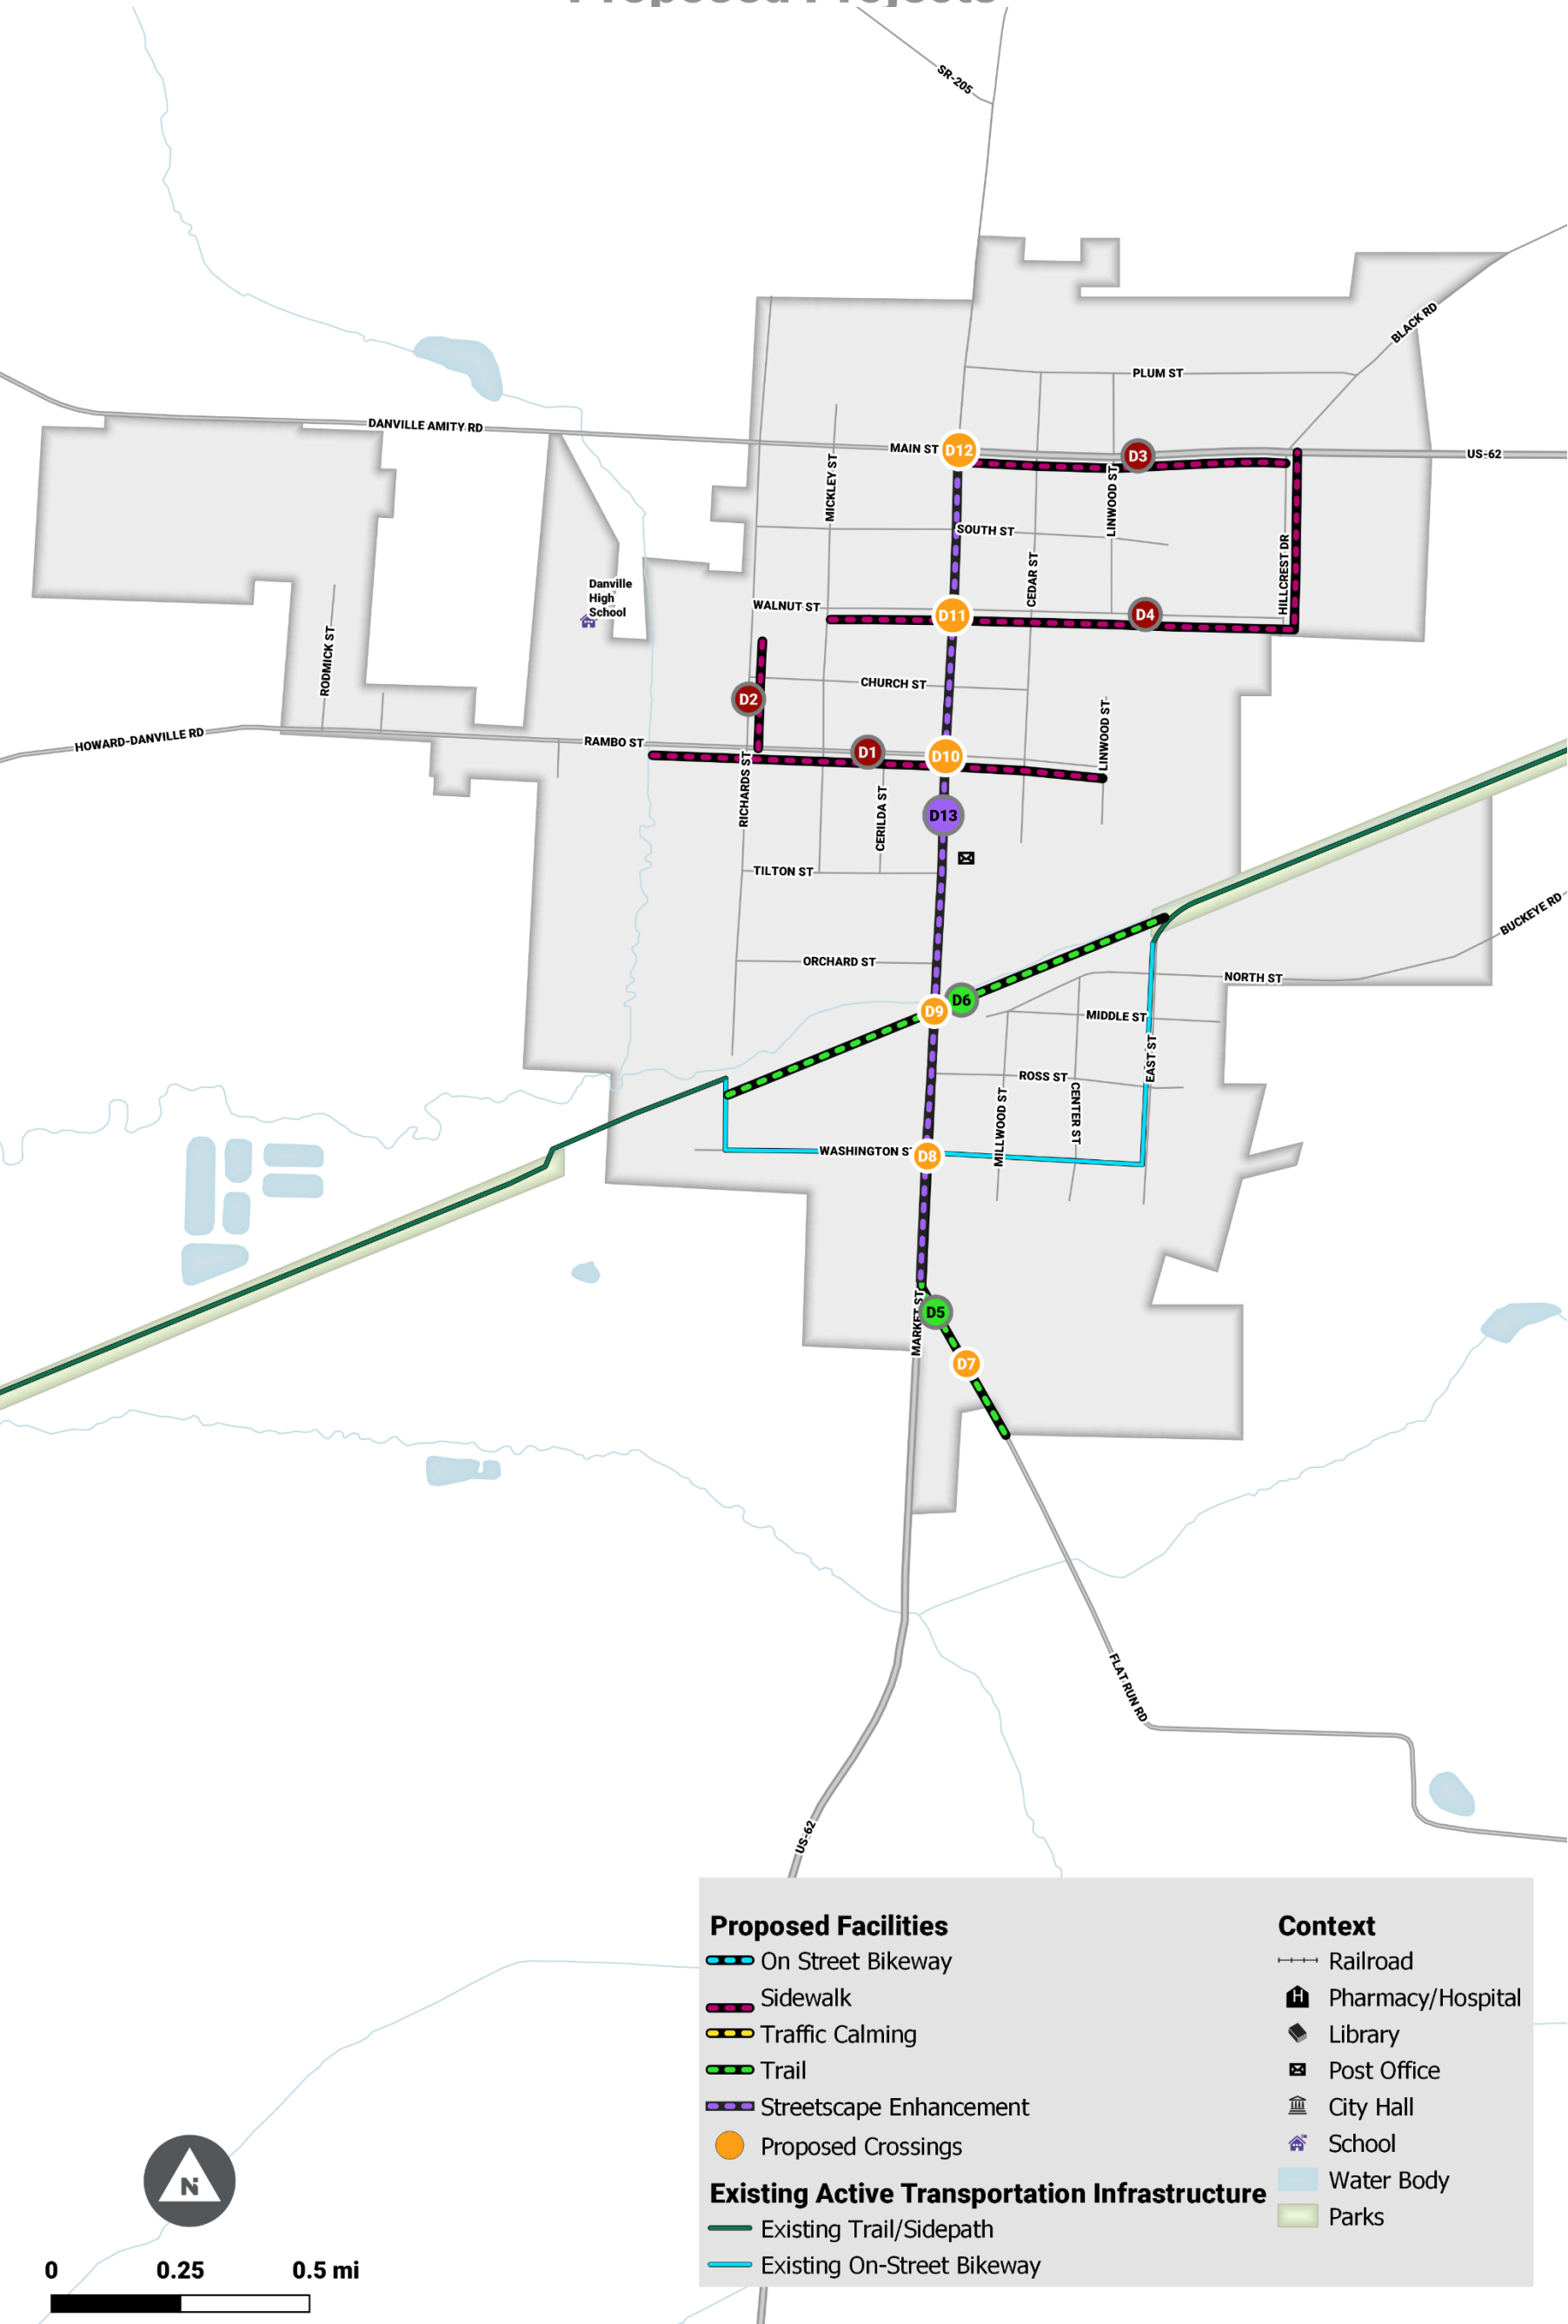 Proposed Projects
SR-205
BLACK RD
PLUM ST
DANVILLE AMITY RD
MAIN ST
D12
D3
US-62
MICKLEY ST
LINWOOD ST
SOUTH ST
HILLCREST DR
CEDAR ST
Danville
High
School
WALNUT ST
D11
D4
RODMICK ST
CHURCH ST
D2
LINWOOD ST
HOWARD-DANVILLE RD
RAMBO ST
D1
D10
RICHARDS ST
CERILDA ST
D13
TILTON ST
BUCKEYE RD
ORCHARD ST
NORTH ST
D6
D9
MIDDLE ST
EAST ST
ROSS ST
CENTER ST
MILLWOOD ST
WASHINGTON ST
D8
MARKET ST
D5
D7
FLAT RUN RD
US-62
Proposed Facilities
On Street Bikeway
Sidewalk
Traffic Calming
Trail
Streetscape Enhancement
Proposed Crossings
Existing Active Transportation Infrastructure
Existing Trail/Sidepath
Existing On-Street Bikeway
Context
Railroad
H
Pharmacy/Hospital
Library
Post Office
City Hall
School
Water Body
Parks
N
0 0.25 0.5 mi